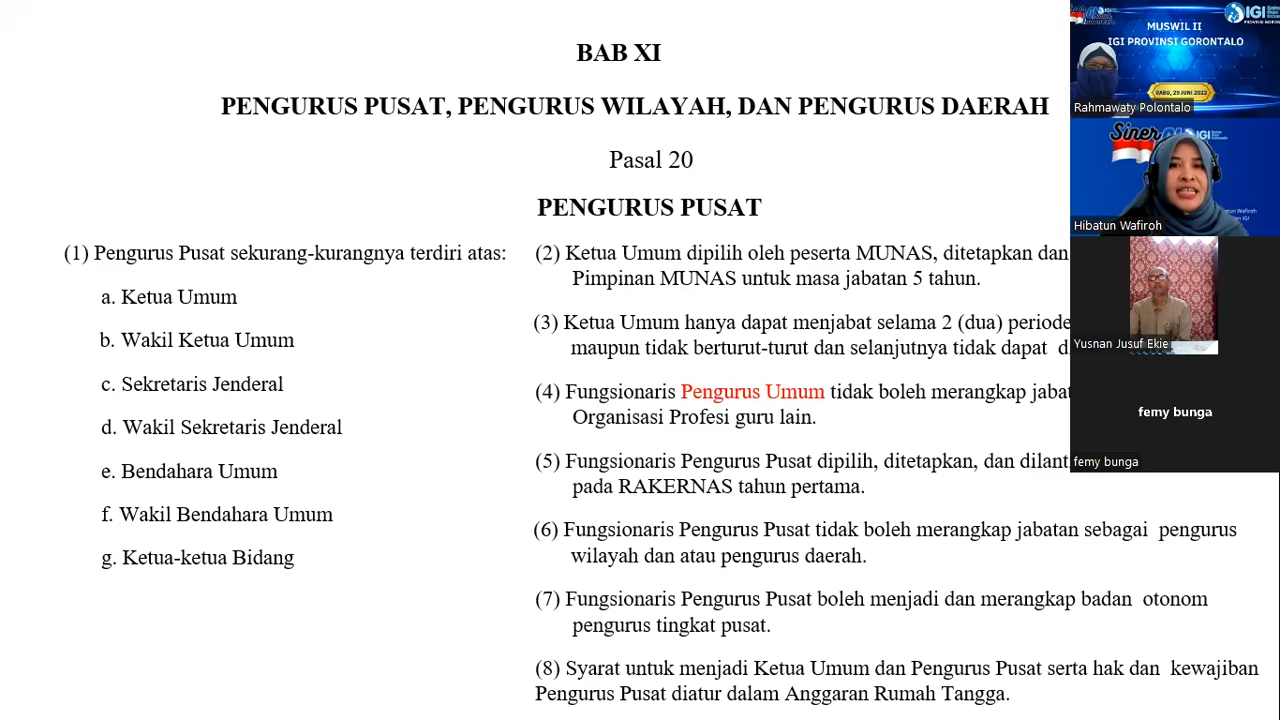 BAB XI
PENGURUS PUSAT, PENGURUS WILAYAH, DAN PENGURUS DAERAH
Pasal 20
PENGURUS PUSAT
(1) Pengurus Pusat sekurang-kurangnya terdiri atas:
a. Ketua Umum
b. Wakil Ketua Umum
c. Sekretaris Jenderal
d. Wakil Sekretaris Jenderal
e. Bendahara Umum
f. Wakil Bendahara Umum
g. Ketua-ketua Bidang
(2) Ketua Umum dipilih oleh peserta MUNAS, ditetapkan dan
Pimpinan MUNAS untuk masa jabatan 5 tahun.
(3) Ketua Umum hanya dapat menjabat selama 2 (dua) periode
maupun tidak berturut-turut dan selanjutnya tidak dapat
(4) Fungsionaris Pengurus Umum tidak boleh merangkap
Organisasi Profesi guru lain.
(5) Fungsionaris Pengurus Pusat dipilih, ditetapkan, dan
pada RAKERNAS tahun pertama.
(6) Fungsionaris Pengurus Pusat tidak boleh merangkap jabatan sebagai pengurus
wilayah dan atau pengurus daerah.
(7) Fungsionaris Pengurus Pusat boleh menjadi dan merangkap badan otonom
pengurus tingkat pusat.
(8) Syarat untuk menjadi Ketua Umum dan Pengurus Pusat serta hak dan kewajiban
Pengurus Pusat diatur dalam Anggaran Rumah Tangga.
IGI
MUSWIL II
IGI PROVINSI GORONTALO
RABU, 29 JUNI 2022
Rahmawaty Polontalo
IGI
Hibatun Wafiroh
Yusnan Jusuf Ekie
femy bunga
femy bunga